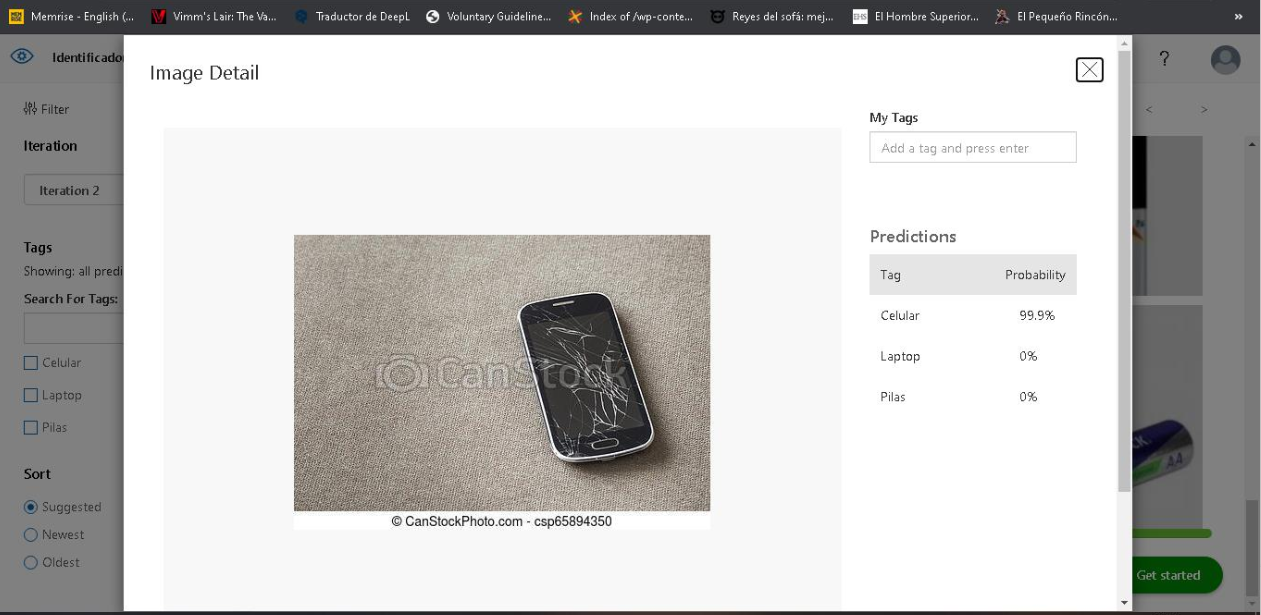 Memrise - English (...
Vimm's Lair: The Va...
Traductor de DeepL
Voluntary Guideline...
Index of /wp-conte...
Reyes del sofá: mej...
EHS
El Hombre Superior...
El Pequeño Rincón...
»
Identificador
?
Image Detail
Filter
< >
My Tags
Add a tag and press enter
Iteration
Iteration 2
Tags
Showing: all predi
Search For Tags:
Celular
Laptop
Pilas
Sort
Suggested
Newest
Oldest
Predictions
Tag Probability
Celular 99.9%
Laptop 0%
Pilas 0%
CanStock
© CanStockPhoto.com - csp65894350
AA
Get started